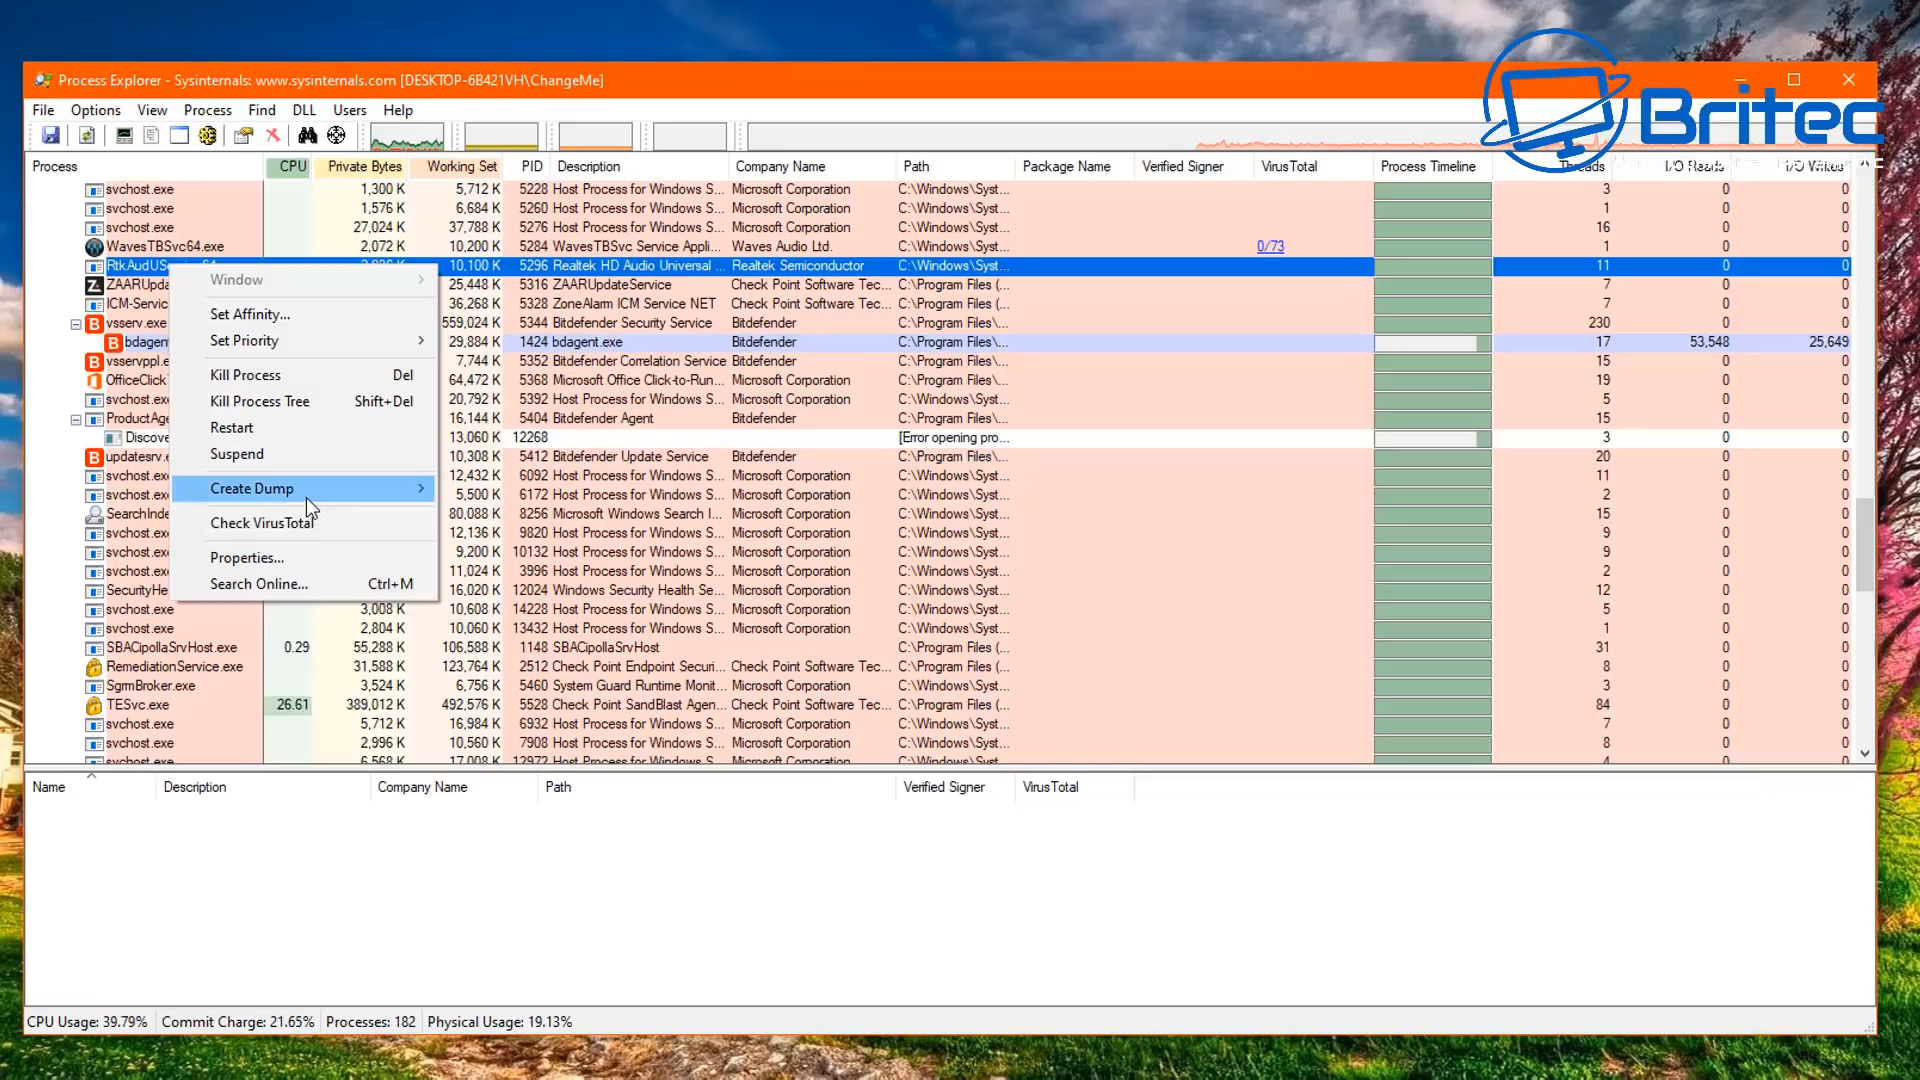 Process Explorer - Sysinternals: www.sysinternals.com [DESKTOP-6B421VH\ChangeMe]
Britec
File Options View Process Find DLL Users Help
Process CPU Private Bytes Working Set PID Description Company Name Path Package Name Verified Signer VirusTotal Process Timeline Threads I/O Reads I/O Writes
svchost.exe 1,300 K 5,712 K 5228 Host Process for Windows S... Microsoft Corporation C:\Windows\Syst... 3 0 0
svchost.exe 1,576 K 6,684 K 5260 Host Process for Windows S... Microsoft Corporation C:\Windows\Syst... 1 0 0
svchost.exe 27,024 K 37,788 K 5276 Host Process for Windows S... Microsoft Corporation C:\Windows\Syst... 16 0 0
WavesTBSvc64.exe 2,072 K 10,200 K 5284 WavesTBSvc Service Appli... Waves Audio Ltd. C:\Windows\Syst... 0/73 1 0 0
10,100 K 5296 Realtek HD Audio Universal ... Realtek Semiconductor C:\Windows\Syst... 11 0 0
ZAARUpda 25,448 K 5316 ZAARUpdateService Check Point Software Tec... C:\Program Files (... 7 0 0
ICM-Servic 36,268 K 5328 ZoneAlarm ICM Service NET Check Point Software Tec... C:\Program Files (... 7 0 0
vsserv.exe 559,024 K 5344 Bitdefender Security Service Bitdefender C:\Program Files\... 230 0 0
bdagen 29,884 K 1424 bdagent.exe Bitdefender C:\Program Files\... 17 53,548 25,649
vsservppl.e 7,744 K 5352 Bitdefender Correlation Service Bitdefender C:\Program Files\... 15 0 0
OfficeClick 64,472 K 5368 Microsoft Office Click-to-Run... Microsoft Corporation C:\Program Files\... 19 0 0
svchost.ex 20,792 K 5392 Host Process for Windows S... Microsoft Corporation C:\Windows\Syst... 5 0 0
ProductAge 16,144 K 5404 Bitdefender Agent Bitdefender C:\Program Files\... 15 0 0
Discove 13,060 K 12268 [Error opening pro... 3 0 0
updatesrv.e 10,308 K 5412 Bitdefender Update Service Bitdefender C:\Program Files\... 20 0 0
svchost.ex 12,432 K 6092 Host Process for Windows S... Microsoft Corporation C:\Windows\Syst... 11 0 0
svchost.ex 5,500 K 6172 Host Process for Windows S... Microsoft Corporation C:\Windows\Syst... 2 0 0
SearchInde 80,088 K 8256 Microsoft Windows Search I... Microsoft Corporation C:\Windows\Syst... 15 0 0
svchost.ex 12,136 K 9820 Host Process for Windows S... Microsoft Corporation C:\Windows\Syst... 9 0 0
svchost.ex 9,200 K 10132 Host Process for Windows S... Microsoft Corporation C:\Windows\Syst... 9 0 0
svchost.ex 11,024 K 3996 Host Process for Windows S... Microsoft Corporation C:\Windows\Syst... 2 0 0
SecurityHe 16,020 K 12024 Windows Security Health Se... Microsoft Corporation C:\Windows\Syst... 12 0 0
svchost.exe 3,008 K 10,608 K 14228 Host Process for Windows S... Microsoft Corporation C:\Windows\Syst... 5 0 0
svchost.exe 2,804 K 10,060 K 13432 Host Process for Windows S... Microsoft Corporation C:\Windows\Syst... 1 0 0
SBACipollaSrvHost.exe 0.29 55,288 K 106,588 K 1148 SBACipollaSrvHost C:\Program Files (... 31 0 0
RemediationService.exe 31,588 K 123,764 K 2512 Check Point Endpoint Securi... Check Point Software Tec... C:\Program Files (... 8 0 0
SgrmBroker.exe 3,524 K 6,756 K 5460 System Guard Runtime Monit... Microsoft Corporation C:\Windows\Syst... 3 0 0
TESvc.exe 26.61 389,012 K 492,576 K 5528 Check Point SandBlast Agen... Check Point Software Tec... C:\Program Files (... 84 0 0
svchost.exe 5,712 K 16,984 K 6932 Host Process for Windows S... Microsoft Corporation C:\Windows\Syst... 7 0 0
svchost.exe 2,996 K 10,560 K 7908 Host Process for Windows S... Microsoft Corporation C:\Windows\Syst... 8 0 0
svchost.exe 6,568 K 17,008 K 12972 Host Process for Windows S... Microsoft Corporation C:\Windows\Syst... 4 0 0
Window
Set Affinity...
Set Priority
Kill Process Del
Kill Process Tree Shift+Del
Restart
Suspend
Create Dump
Check VirusTotal
Properties...
Search Online... Ctrl+M
Name Description Company Name Path Verified Signer VirusTotal
CPU Usage: 39.79% Commit Charge: 21.65% Processes: 182 Physical Usage: 19.13%